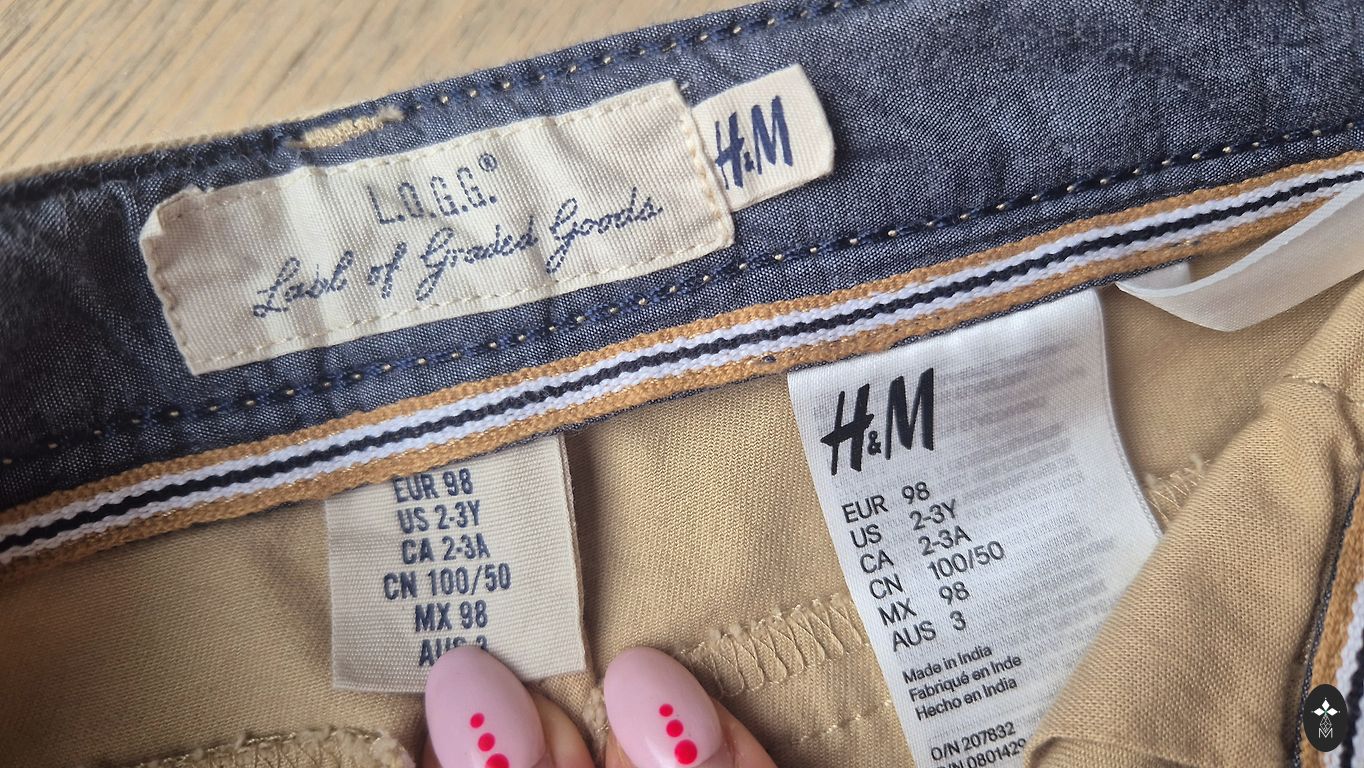 L.O.G.G.®
Label of Graded Goods
H&M
EUR 98
US 2-3Y
CA 2-3A
CN 100/50
MX 98
AUS 3
H&M
EUR 98
US 2-3Y
CA 2-3A
CN 100/50
MX 98
AUS 3
Made in India
Fabriqué en Inde
Hecho en India
O/N 207832
M